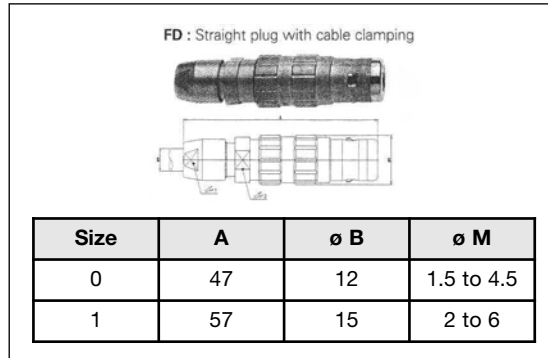 FD : Straight plug with cable clamping
A
Size A ø B ø M
0 47 12 1.5 to 4.5
1 57 15 2 to 6